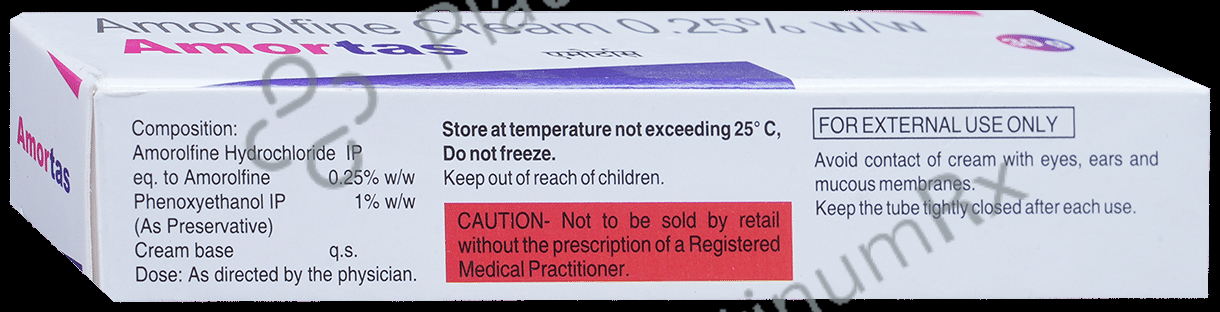 Amorolfine Cream 0.25% w/w
Amortas
एमोर्टास
30 g
Amortas
Composition:
Amorolfine Hydrochloride IP
eq. to Amorolfine 0.25% w/w
Phenoxyethanol IP 1% w/w
(As Preservative)
Cream base q.s.
Dose: As directed by the physician.
Store at temperature not exceeding 25° C,
Do not freeze.
Keep out of reach of children.
CAUTION- Not to be sold by retail
without the prescription of a Registered
Medical Practitioner.
FOR EXTERNAL USE ONLY
Avoid contact of cream with eyes, ears and
mucous membranes.
Keep the tube tightly closed after each use.
PlatinumRx